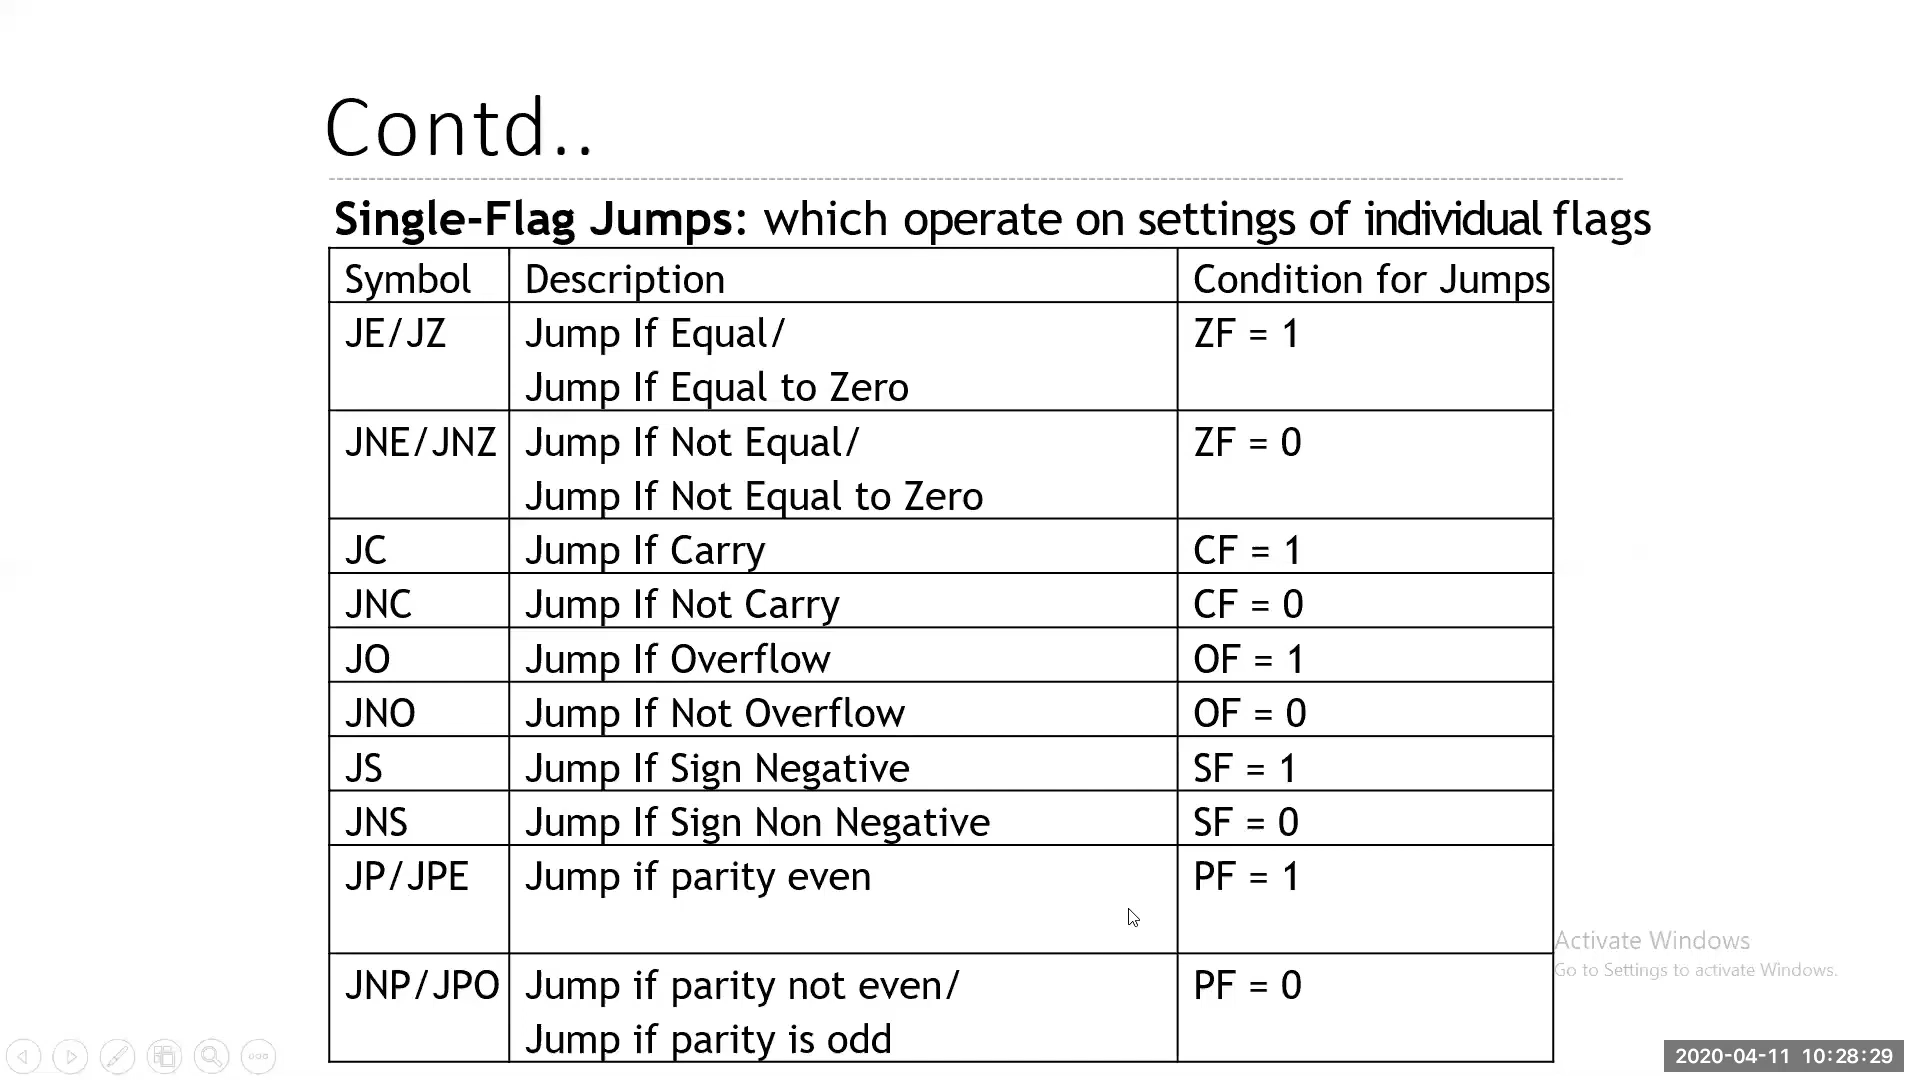 Contd..
Single-Flag Jumps: which operate on settings of individual flags
Symbol Description Condition for Jumps
JE/JZ Jump If Equal/ ZF = 1
Jump If Equal to Zero
JNE/JNZ Jump If Not Equal/ ZF = 0
Jump If Not Equal to Zero
JC Jump If Carry CF = 1
JNC Jump If Not Carry CF = 0
JO Jump If Overflow OF = 1
JNO Jump If Not Overflow OF = 0
JS Jump If Sign Negative SF = 1
JNS Jump If Sign Non Negative SF = 0
JP/JPE Jump if parity even PF = 1
JNP/JPO Jump if parity not even/ PF = 0
Jump if parity is odd
Activate Windows
Go to Settings to activate Windows.
2020-04-11 10:28:29